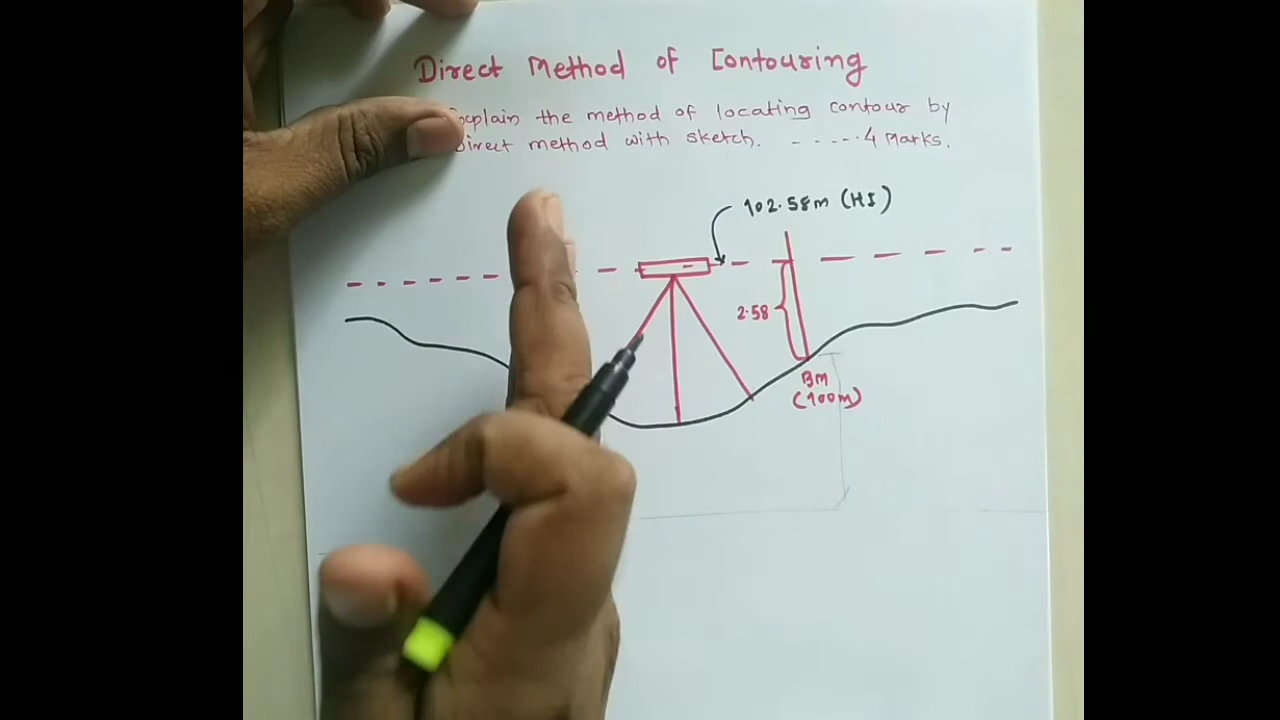 Direct Method of Contouring
the method of locating contour by
method with sketch. - ----- 4 Marks.
102.58m (HI)
2.58
BM
(100m)